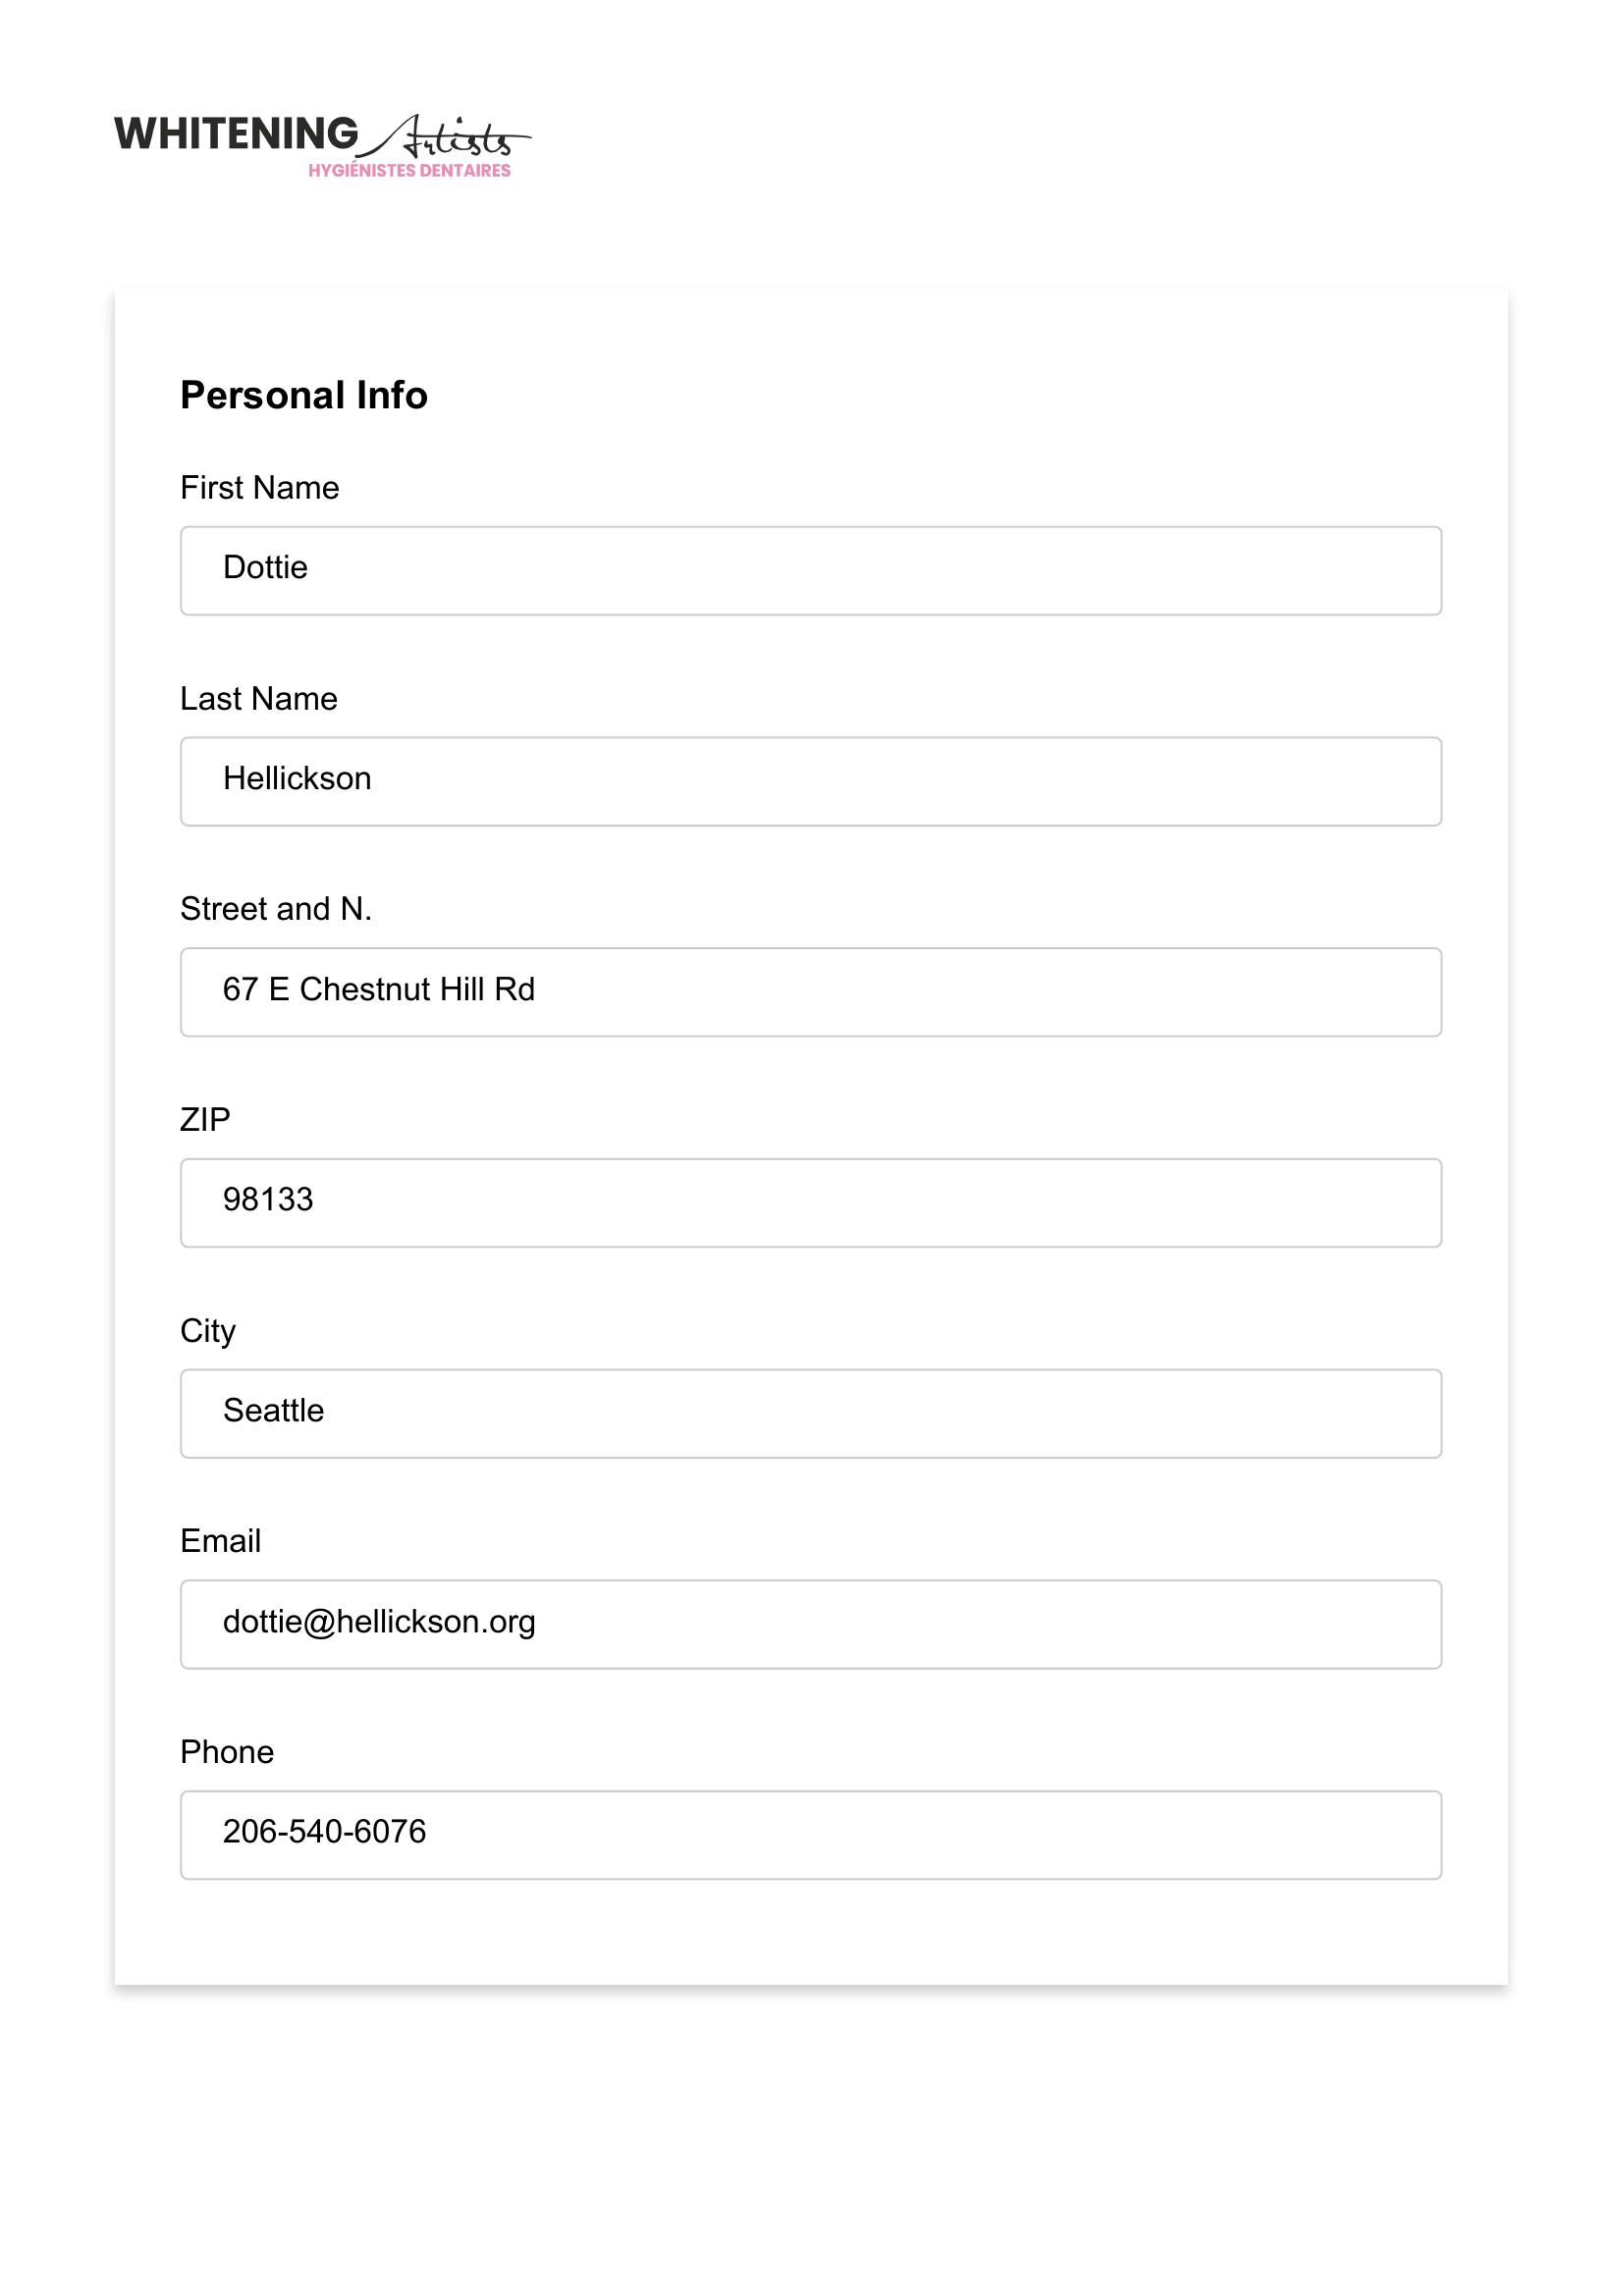 WHITENING Artists
HYGIÉNISTES DENTAIRES
Personal Info
First Name
Dottie
Last Name
Hellickson
Street and N.
67 E Chestnut Hill Rd
ZIP
98133
City
Seattle
Email
dottie@hellickson.org
Phone
206-540-6076